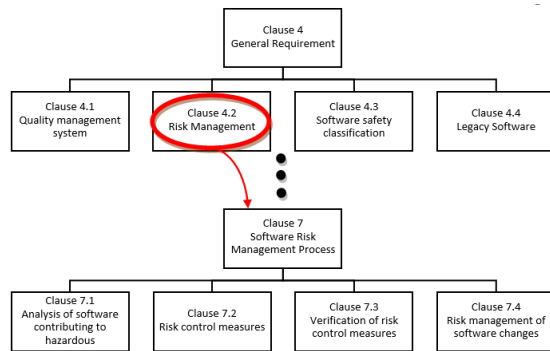 Clause 4
General Requirement
Clause 4.1
Quality management
system
Clause 4.2
Risk Management
Clause 4.3
Software safety
classification
Clause 4.4
Legacy Software
Clause 7
Software Risk
Management Process
Clause 7.1
Analysis of software
contributing to
hazardous
Clause 7.2
Risk control measures
Clause 7.3
Verification of risk
control measures
Clause 7.4
Risk management of
software changes